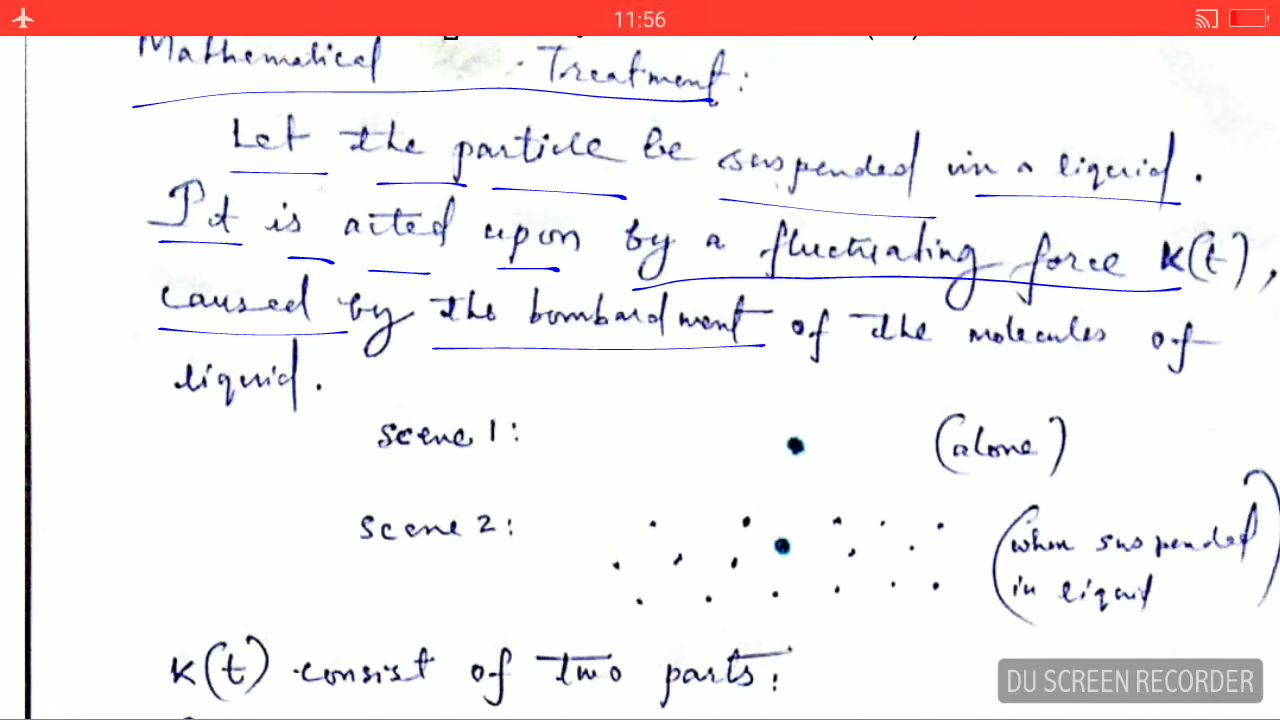 11:56
Mathematical Treatment:
Let the particle be suspended in a liquid.
It is acted upon by a fluctuating force K(t),
caused by the bombardment of the molecules of
liquid.
scene 1: (alone)
scene 2: (when suspended
in liquid)
K(t) consist of two parts:
DU SCREEN RECORDER